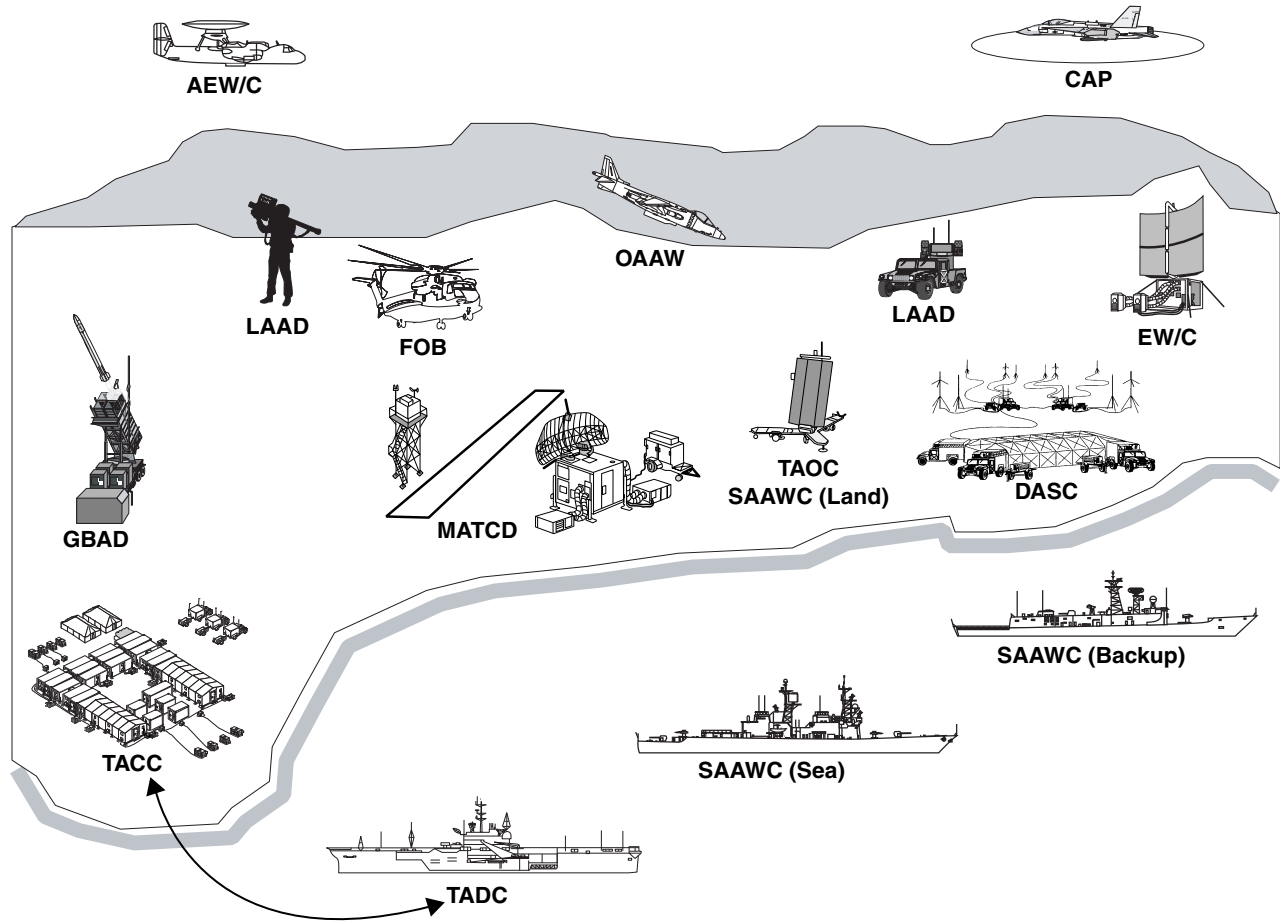 AEW/C
CAP
OAAW
LAAD
LAAD
FOB
EW/C
TAOC
SAAWC (Land)
DASC
MATCD
GBAD
SAAWC (Backup)
TACC
SAAWC (Sea)
TADC